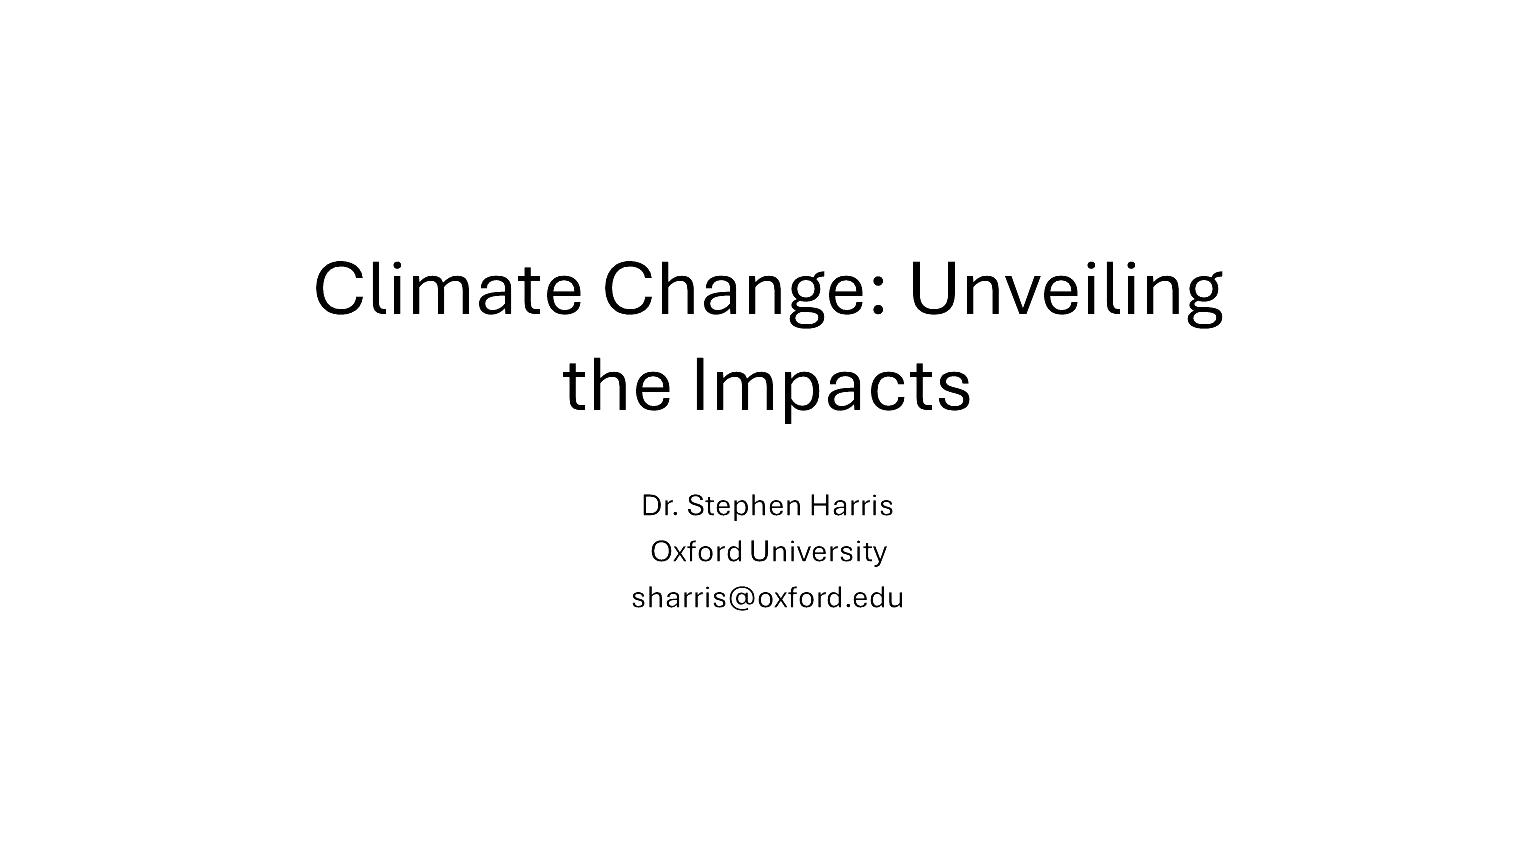 Climate Change: Unveiling
the Impacts
Dr. Stephen Harris
Oxford University
sharris@oxford.edu